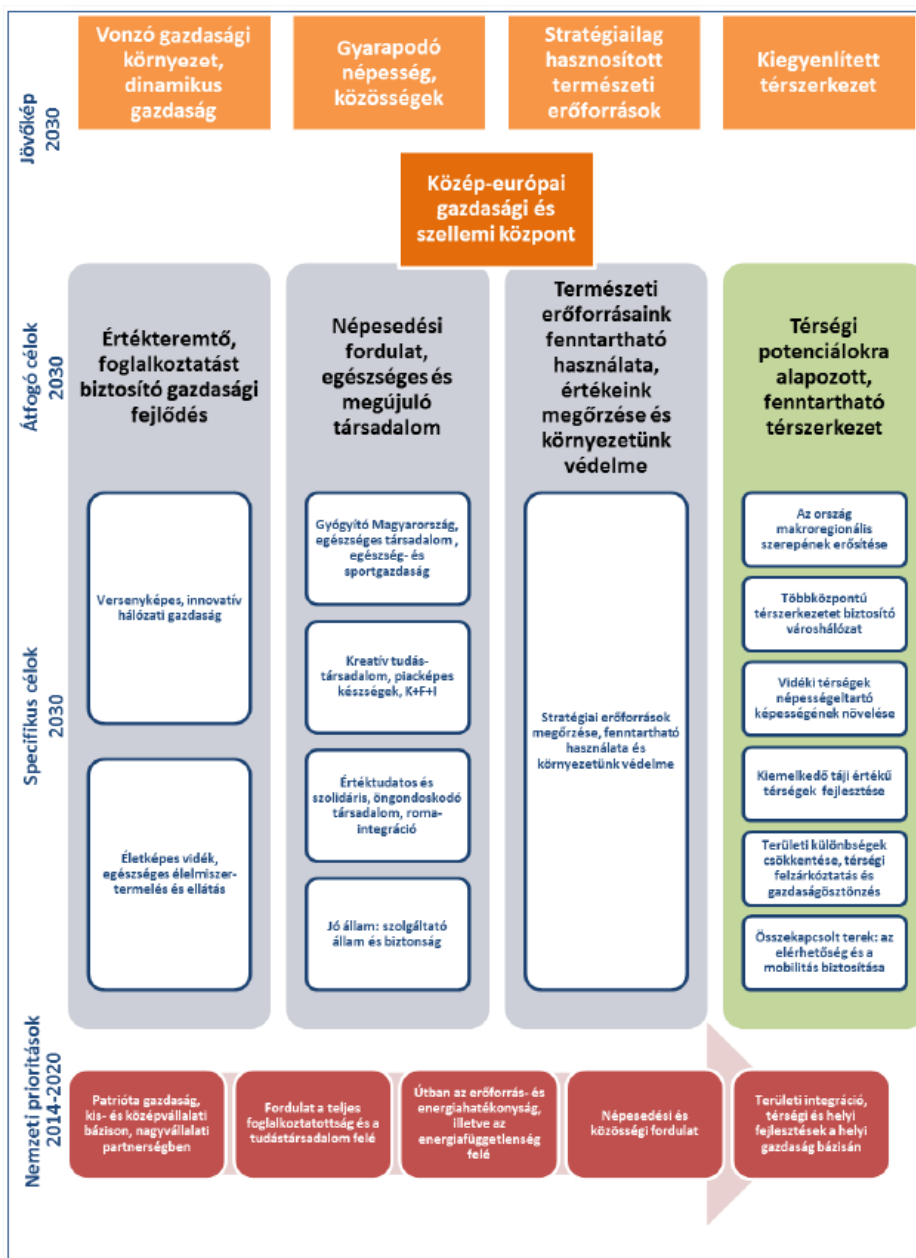 Jövőkép
2030
Vonzó gazdasági
környezet,
dinamikus
gazdaság
Gyarapodó
népesség,
közösségek
Stratégiailag
hasznosított
természeti
erőforrások
Kiegyenlített
térszerkezet
Közép-európai
gazdasági és
szellemi központ
Átfogó célok
2030
Értékteremtő,
foglalkoztatást
biztosító gazdasági
fejlődés
Népesedési
fordulat,
egészséges és
megújuló
társadalom
Természeti
erőforrásaink
fenntartható
használata,
értékeink
megőrzése és
környezetünk
védelme
Térségi
potenciálokra
alapozott,
fenntartható
térszerkezet
Specifikus célok
2030
Versenyképes, innovatív
hálózati gazdaság
Életképes vidék,
egészséges élelmiszer-
termelés és ellátás
Gyógyító Magyarország,
egészséges társadalom ,
egészség- és
sportgazdaság
Kreatív tudás-
társadalom, piacképes
készségek, K+F+I
Értéktudatos és
szolidáris, öngondoskodó
társadalom, roma-
integráció
Jó állam: szolgáltató
állam és biztonság
Stratégiai erőforrások
megőrzése, fenntartható
használata és
környezetünk védelme
Az ország
makroregionális
szerepének erősítése
Többközpontú
térszerkezetet biztosító
városhálózat
Vidéki térségek
népességeltartó
képességének növelése
Kiemelkedő táji értékű
térségek fejlesztése
Területi különbségek
csökkentése, térségi
felzárkóztatás és
gazdaságösztönzés
Összekapcsolt terek: az
elérhetőség és a
mobilitás biztosítása
Nemzeti prioritások
2014-2020
Patrióta gazdaság,
kis- és középvállalati
bázison, nagyvállalati
partnerségben
Fordulat a teljes
foglalkoztatottság és a
tudástársadalom felé
Útban az erőforrás- és
energiahatékonyság,
illetve az
energiafüggetlenség
felé
Népesedési és
közösségi fordulat
Területi integráció,
térségi és helyi
fejlesztések a helyi
gazdaság bázisán